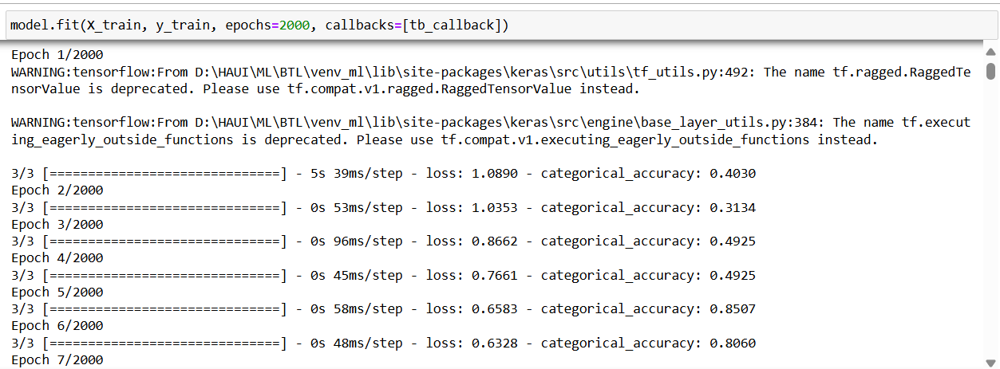 model.fit(X_train, y_train, epochs=2000, callbacks=[tb_callback])
Epoch 1/2000
WARNING:tensorflow:From D:\HAUI\ML\BTL\venv_ml\lib\site-packages\keras\src\utils\tf_utils.py:492: The name tf.ragged.RaggedTe
nsorValue is deprecated. Please use tf.compat.v1.ragged.RaggedTensorValue instead.
WARNING:tensorflow:From D:\HAUI\ML\BTL\venv_ml\lib\site-packages\keras\src\engine\base_layer_utils.py:384: The name tf.execut
ing_eagerly_outside_functions is deprecated. Please use tf.compat.v1.executing_eagerly_outside_functions instead.
3/3 [==============================] - 5s 39ms/step - loss: 1.0890 - categorical_accuracy: 0.4030
Epoch 2/2000
3/3 [==============================] - 0s 53ms/step - loss: 1.0353 - categorical_accuracy: 0.3134
Epoch 3/2000
3/3 [==============================] - 0s 96ms/step - loss: 0.8662 - categorical_accuracy: 0.4925
Epoch 4/2000
3/3 [==============================] - 0s 45ms/step - loss: 0.7661 - categorical_accuracy: 0.4925
Epoch 5/2000
3/3 [==============================] - 0s 58ms/step - loss: 0.6583 - categorical_accuracy: 0.8507
Epoch 6/2000
3/3 [==============================] - 0s 48ms/step - loss: 0.6328 - categorical_accuracy: 0.8060
Epoch 7/2000